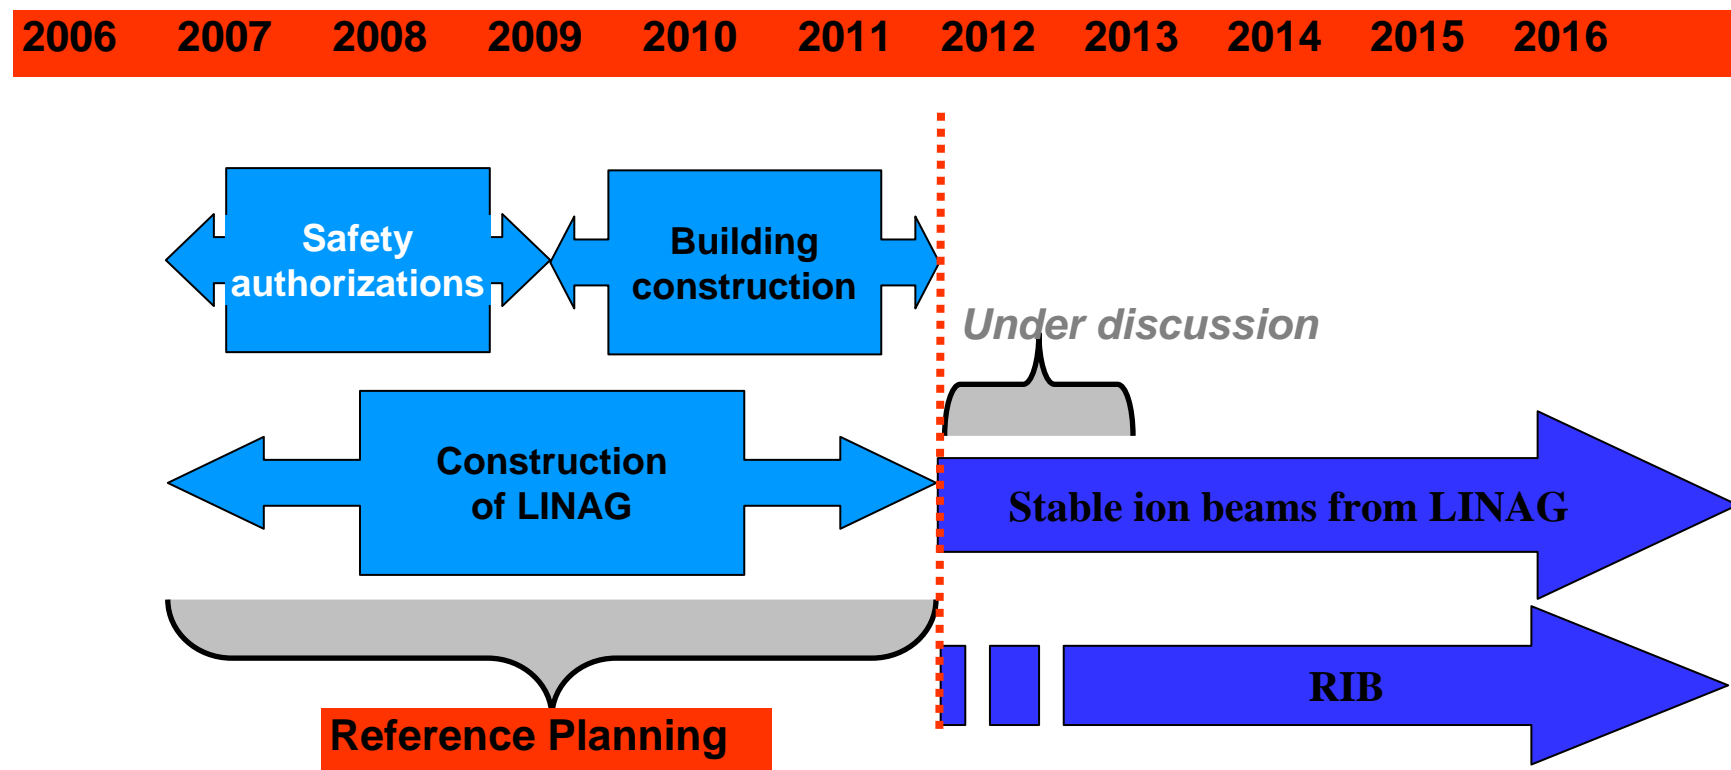 2006 2007 2008 2009 2010 2011 2012 2013 2014 2015 2016
Safety
authorizations
Building
construction
Under discussion
Construction
of LINAG
Stable ion beams from LINAG
RIB
Reference Planning